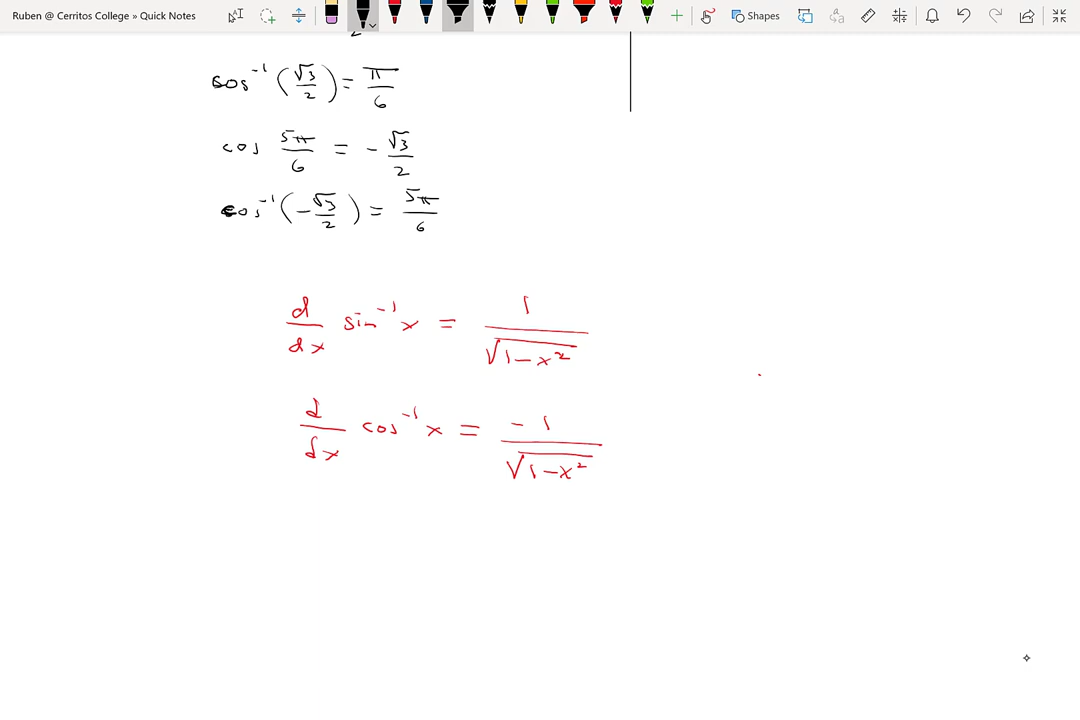 Ruben @ Cerritos College » Quick Notes
Shapes
2
cos⁻¹(√3/2) = π/6
cos 5π/6 = -√3/2
cos⁻¹(-√3/2) = 5π/6
d/dx sin⁻¹x = 1/√(1-x²)
d/dx cos⁻¹x = -1/√(1-x²)